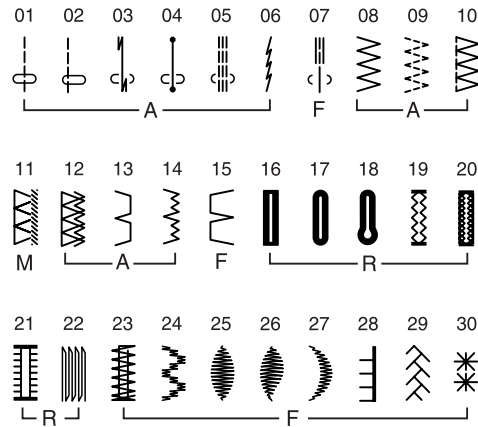 01 02 03 04 05 06 07 08 09 10
A F A
11 12 13 14 15 16 17 18 19 20
M A F R
21 22 23 24 25 26 27 28 29 30
R F